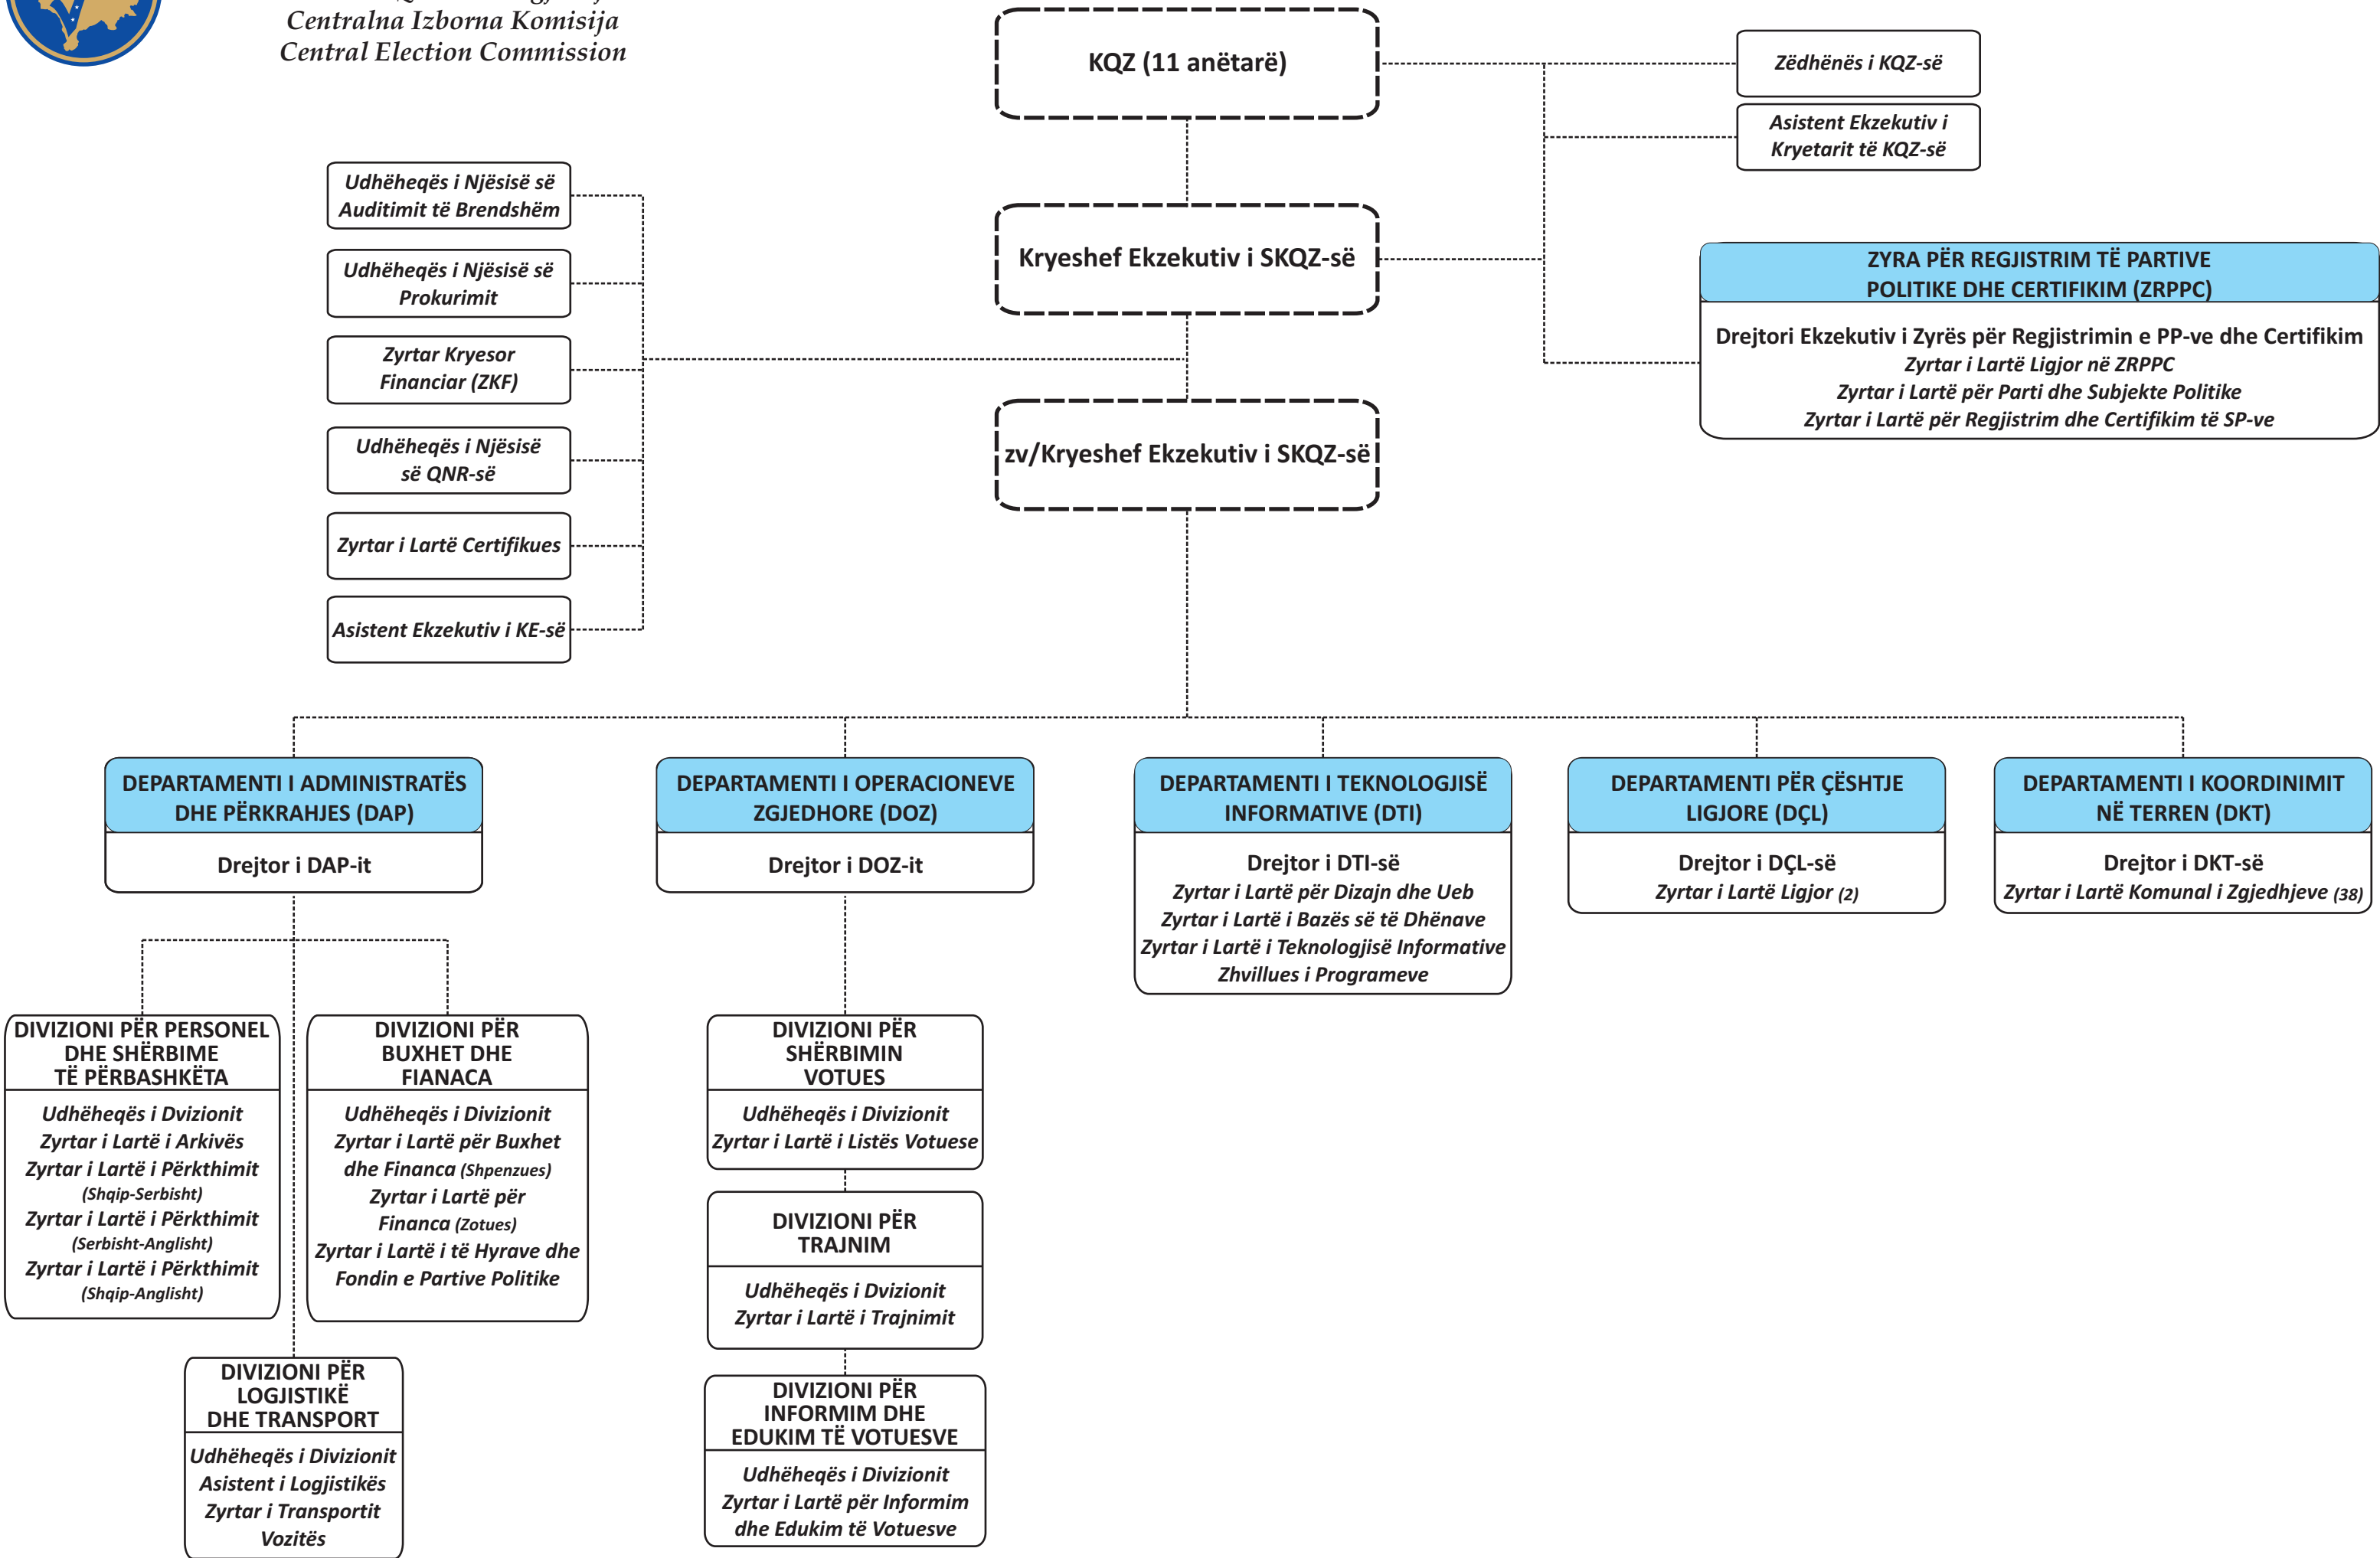 Centralna Izborna Komisija
Central Election Commission
KQZ (11 anëtarë)
Zëdhënës i KQZ-së
Asistent Ekzekutiv i
Kryetarit të KQZ-së
Udhëheqës i Njësisë së
Auditimit të Brendshëm
Udhëheqës i Njësisë së
Prokurimit
Zyrtar Kryesor
Financiar (ZKF)
Udhëheqës i Njësisë
së QNR-së
Zyrtar i Lartë Certifikues
Asistent Ekzekutiv i KE-së
Kryeshef Ekzekutiv i SKQZ-së
zv/Kryeshef Ekzekutiv i SKQZ-së
ZYRA PËR REGJISTRIM TË PARTIVE
POLITIKE DHE CERTIFIKIM (ZRPPC)
Drejtori Ekzekutiv i Zyrës për Regjistrimin e PP-ve dhe Certifikim
Zyrtar i Lartë Ligjor në ZRPPC
Zyrtar i Lartë për Parti dhe Subjekte Politike
Zyrtar i Lartë për Regjistrim dhe Certifikim të SP-ve
DEPARTAMENTI I ADMINISTRATËS
DHE PËRKRAHJES (DAP)
Drejtor i DAP-it
DEPARTAMENTI I OPERACIONEVE
ZGJEDHORE (DOZ)
Drejtor i DOZ-it
DEPARTAMENTI I TEKNOLOGJISË
INFORMATIVE (DTI)
Drejtor i DTI-së
Zyrtar i Lartë për Dizajn dhe Ueb
Zyrtar i Lartë i Bazës së të Dhënave
Zyrtar i Lartë i Teknologjisë Informative
Zhvillues i Programeve
DEPARTAMENTI PËR ÇËSHTJE
LIGJORE (DÇL)
Drejtor i DÇL-së
Zyrtar i Lartë Ligjor (2)
DEPARTAMENTI I KOORDINIMIT
NË TERREN (DKT)
Drejtor i DKT-së
Zyrtar i Lartë Komunal i Zgjedhjeve (38)
DIVIZIONI PËR PERSONEL
DHE SHËRBIME
TË PËRBASHKËTA
Udhëheqës i Dvizionit
Zyrtar i Lartë i Arkivës
Zyrtar i Lartë i Përkthimit
(Shqip-Serbisht)
Zyrtar i Lartë i Përkthimit
(Serbisht-Anglisht)
Zyrtar i Lartë i Përkthimit
(Shqip-Anglisht)
DIVIZIONI PËR
BUXHET DHE
FIANACA
Udhëheqës i Divizionit
Zyrtar i Lartë për Buxhet
dhe Financa (Shpenzues)
Zyrtar i Lartë për
Financa (Zotues)
Zyrtar i Lartë i të Hyrave dhe
Fondin e Partive Politike
DIVIZIONI PËR
LOGJISTIKË
DHE TRANSPORT
Udhëheqës i Divizionit
Asistent i Logjistikës
Zyrtar i Transportit
Vozitës
DIVIZIONI PËR
SHËRBIMIN
VOTUES
Udhëheqës i Divizionit
Zyrtar i Lartë i Listës Votuese
DIVIZIONI PËR
TRAJNIM
Udhëheqës i Dvizionit
Zyrtar i Lartë i Trajnimit
DIVIZIONI PËR
INFORMIM DHE
EDUKIM TË VOTUESVE
Udhëheqës i Divizionit
Zyrtar i Lartë për Informim
dhe Edukim të Votuesve